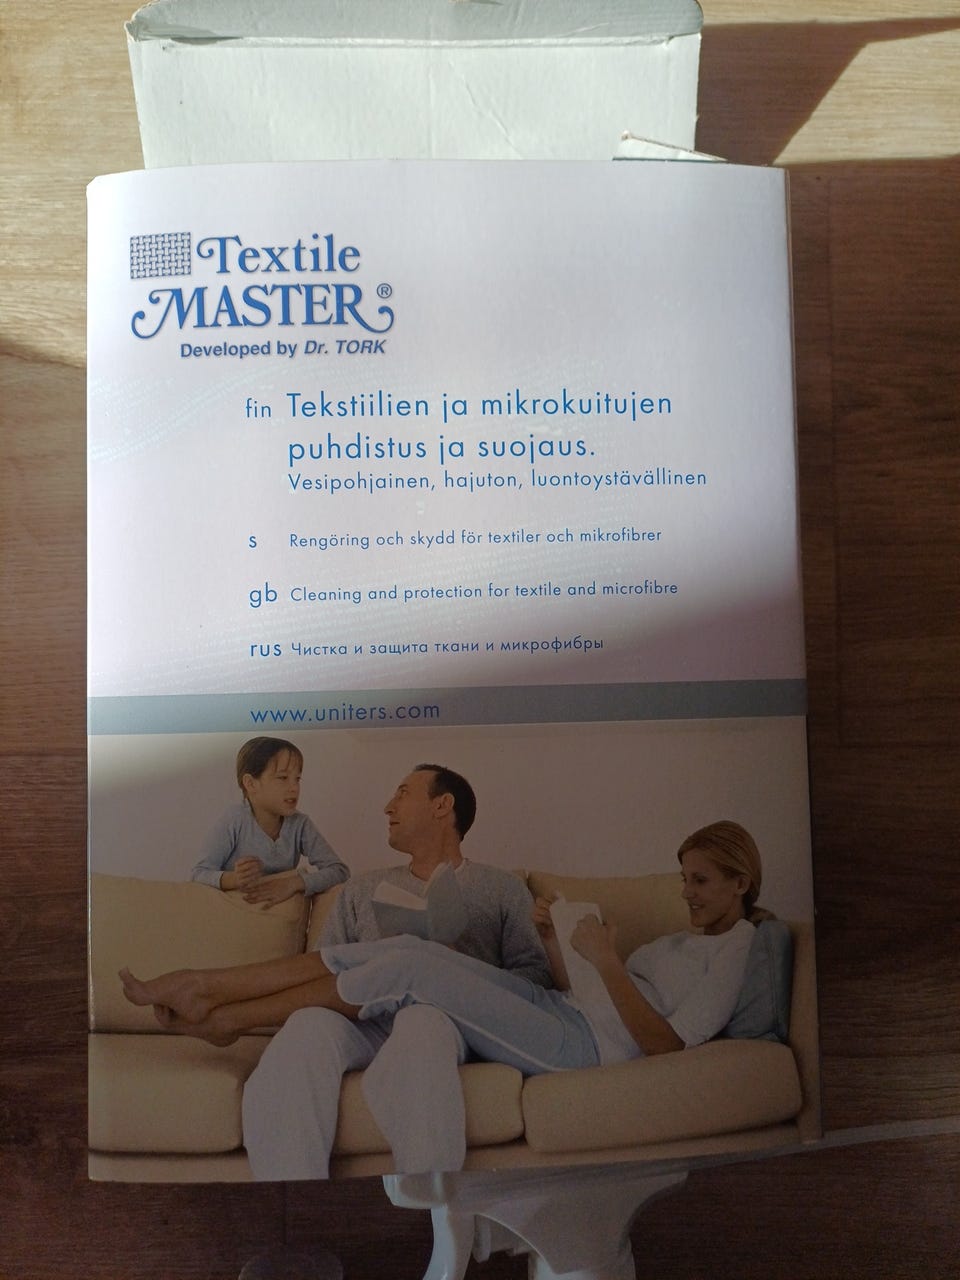 Textile
MASTER®
Developed by Dr. TORK
fin Tekstiilien ja mikrokuitujen
puhdistus ja suojaus.
Vesipohjainen, hajuton, luontoystävällinen
s Rengöring och skydd för textiler och mikrofibrer
gb Cleaning and protection for textile and microfibre
rus Чистка и защита ткани и микрофибры
www.uniters.com